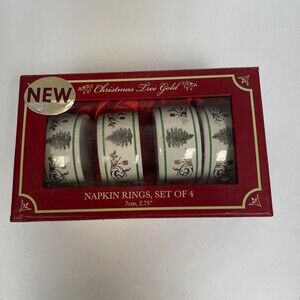 NEW
Christmas Tree Gold
NAPKIN RINGS, SET OF 4
7cm, 2.75"